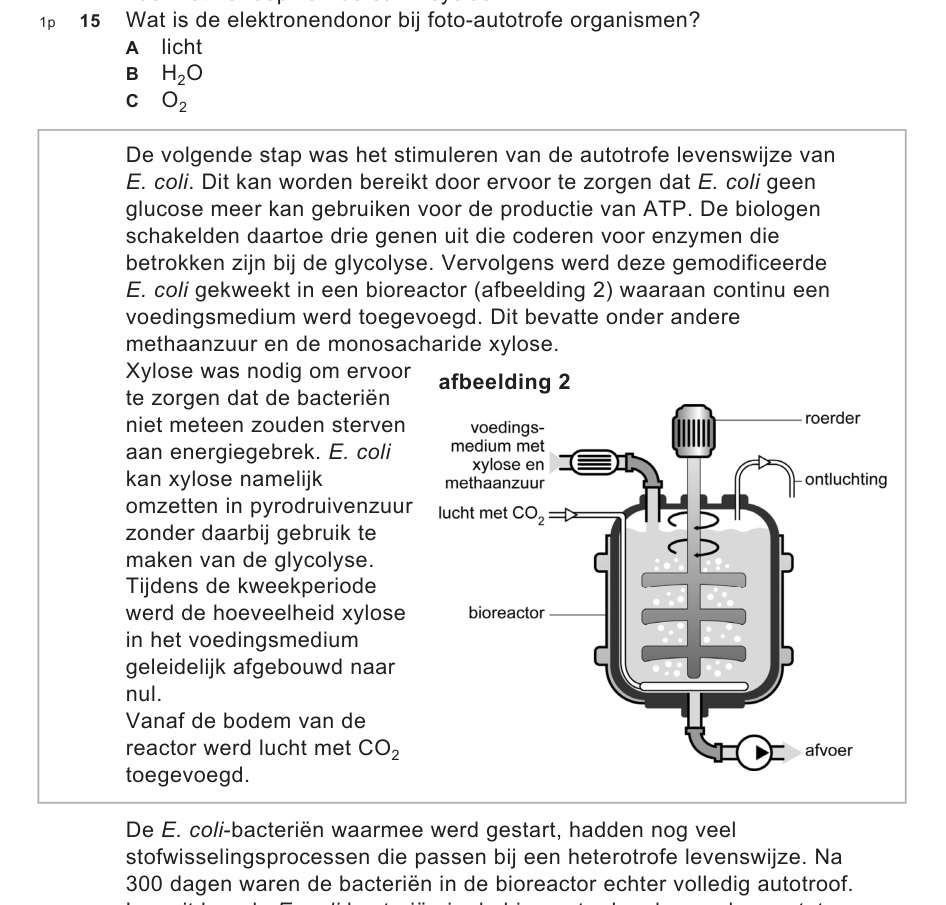 1p 15 Wat is de elektronendonor bij foto-autotrofe organismen?
A licht
B H₂O
C O₂
De volgende stap was het stimuleren van de autotrofe levenswijze van
E. coli. Dit kan worden bereikt door ervoor te zorgen dat E. coli geen
glucose meer kan gebruiken voor de productie van ATP. De biologen
schakelden daartoe drie genen uit die coderen voor enzymen die
betrokken zijn bij de glycolyse. Vervolgens werd deze gemodificeerde
E. coli gekweekt in een bioreactor (afbeelding 2) waaraan continu een
voedingsmedium werd toegevoegd. Dit bevatte onder andere
methaanzuur en de monosacharide xylose.
Xylose was nodig om ervoor
te zorgen dat de bacteriën
niet meteen zouden sterven
aan energiegebrek. E. coli
kan xylose namelijk
omzetten in pyrodruivenzuur
zonder daarbij gebruik te
maken van de glycolyse.
Tijdens de kweekperiode
werd de hoeveelheid xylose
in het voedingsmedium
geleidelijk afgebouwd naar
nul.
Vanaf de bodem van de
reactor werd lucht met CO₂
toegevoegd.
afbeelding 2
voedings-
medium met
xylose en
methaanzuur
lucht met CO₂
bioreactor
roerder
ontluchting
afvoer
De E. coli-bacteriën waarmee werd gestart, hadden nog veel
stofwisselingsprocessen die passen bij een heterotrofe levenswijze. Na
300 dagen waren de bacteriën in de bioreactor echter volledig autotroof.